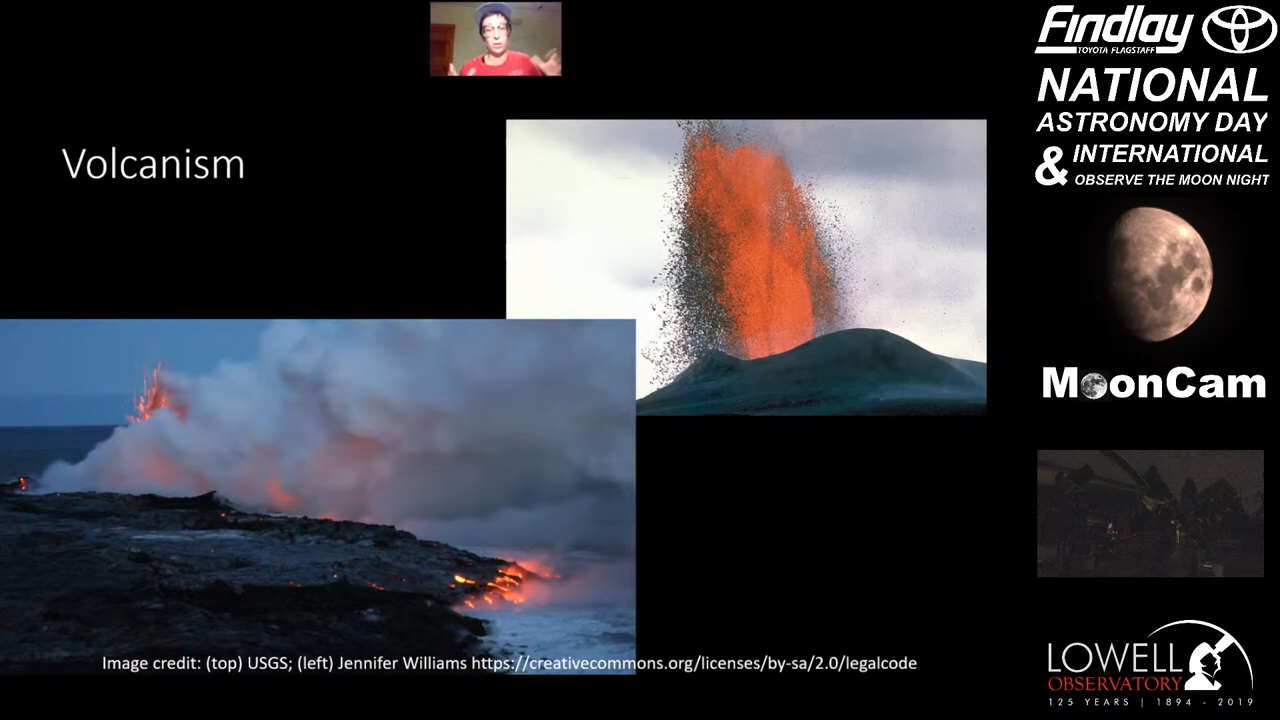 Volcanism
Image credit: (top) USGS; (left) Jennifer Williams https://creativecommons.org/licenses/by-sa/2.0/legalcode
Findlay
TOYOTA FLAGSTAFF
NATIONAL
ASTRONOMY DAY
& INTERNATIONAL
OBSERVE THE MOON NIGHT
MoonCam
LOWELL
OBSERVATORY
125 YEARS | 1894 - 2019